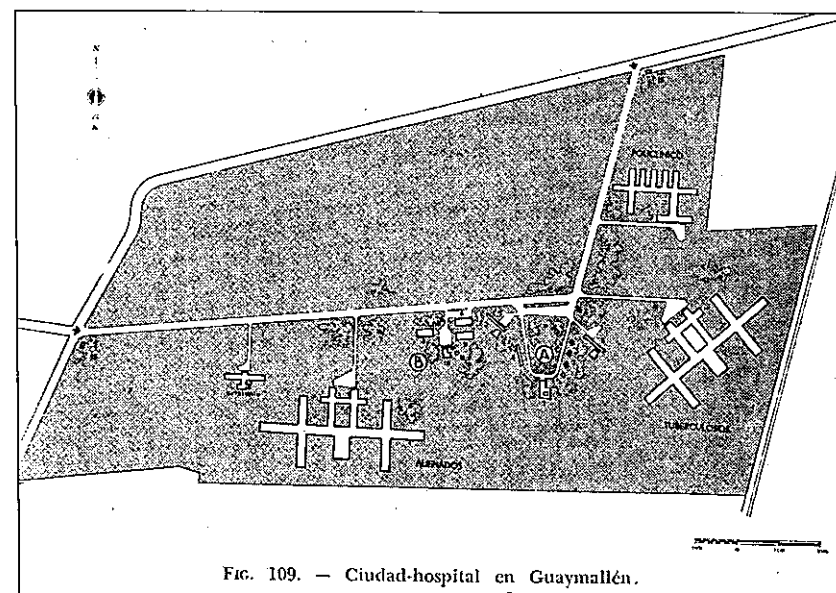 N
POLICLINICO
A
B
TUBERCULOSOS
ALIENADOS
FIG. 109. — Ciudad-hospital en Guaymallén.